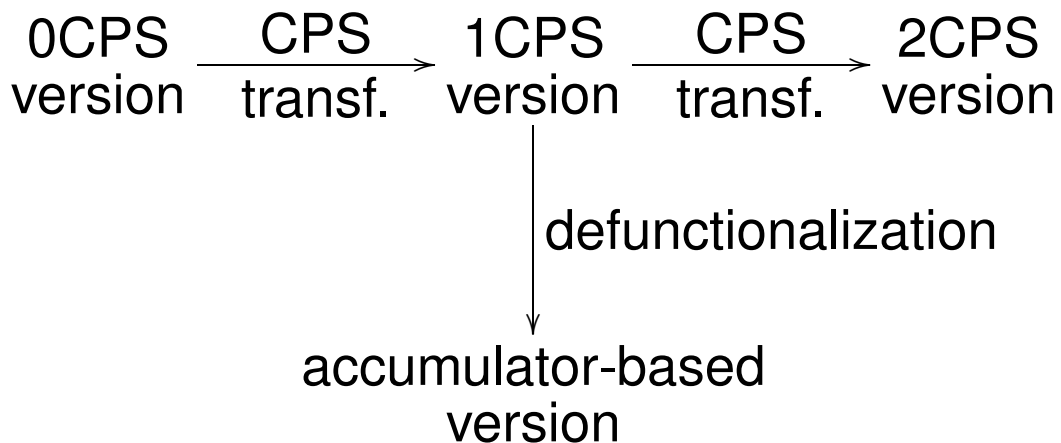 0CPS
version
CPS
transf.
1CPS
version
CPS
transf.
2CPS
version
defunctionalization
accumulator-based
version